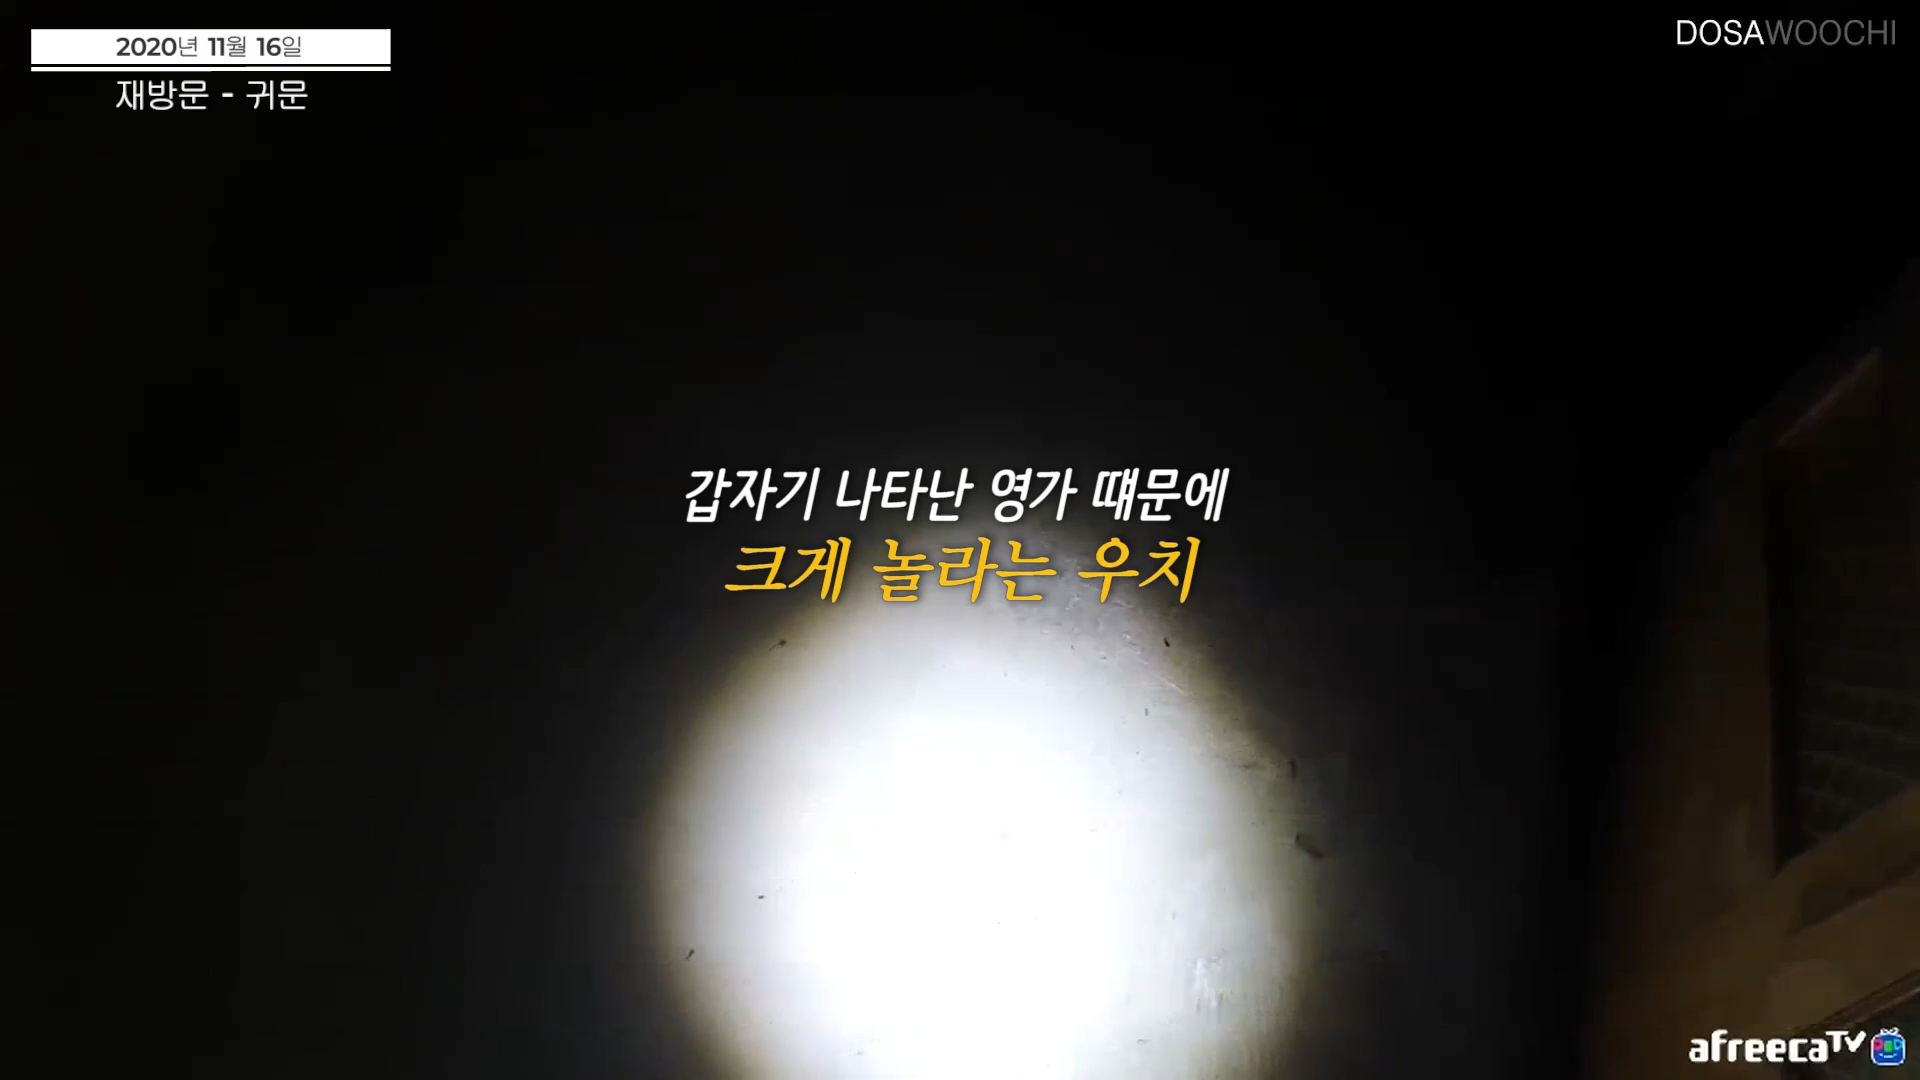 2020년 11월 16일
재방문 - 귀문
DOSAWOOCHI
갑자기 나타난 영가 떄문에
크게 놀라는 우치
afreecaTV